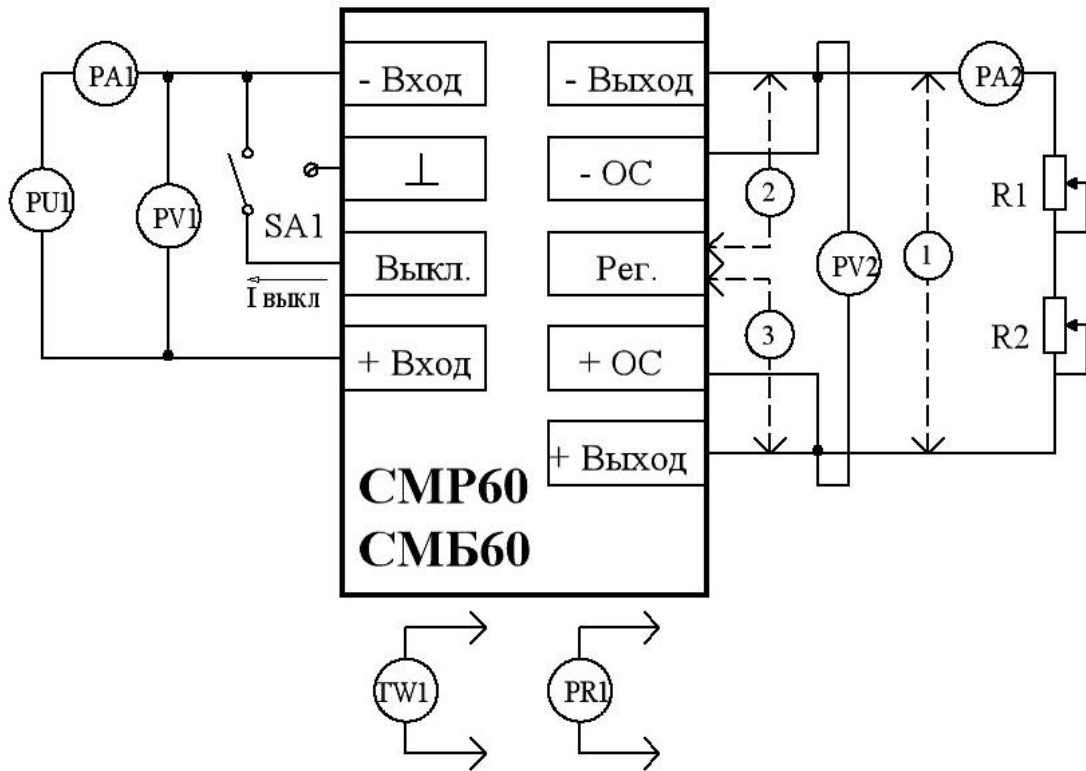 PA1
- Вход
- Выход
PA2
⊥
- ОС
PU1
PV1
SA1
2
R1
Выкл.
Рег.
PV2
1
I выкл
+ Вход
+ ОС
3
R2
+ Выход
СМР60
СМБ60
TW1
PR1